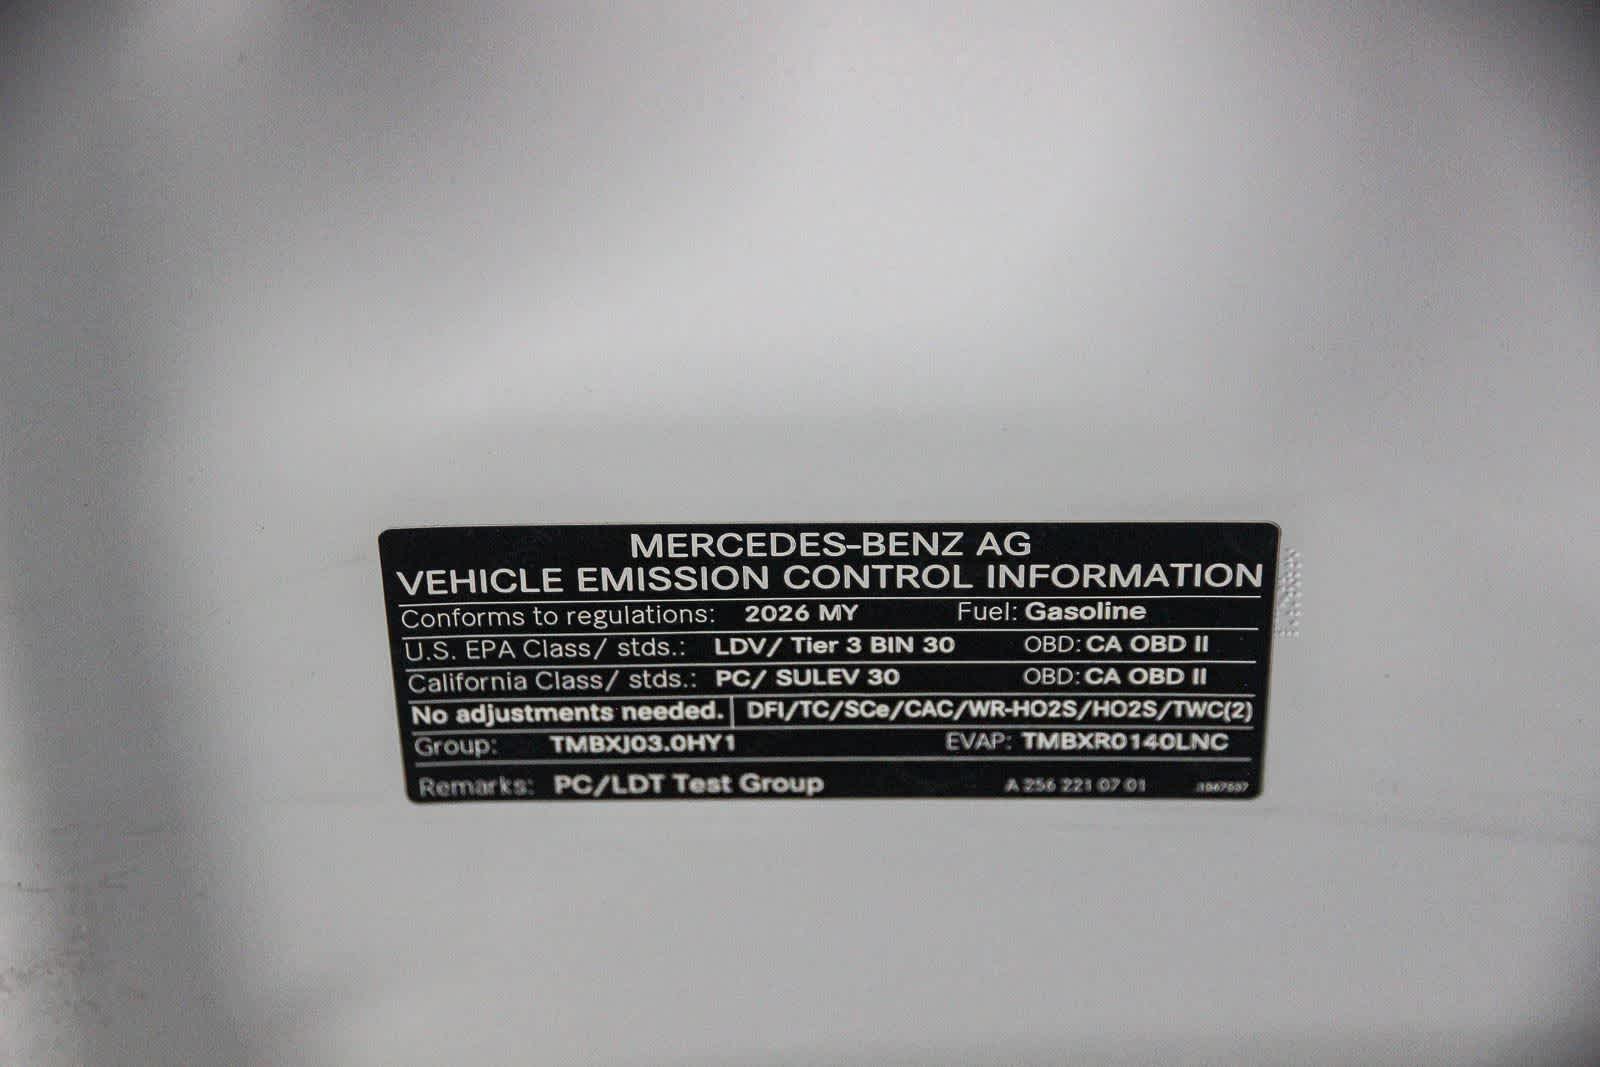 MERCEDES-BENZ AG
VEHICLE EMISSION CONTROL INFORMATION
Conforms to regulations: 2026 MY Fuel: Gasoline
U.S. EPA Class/ stds.: LDV/ Tier 3 BIN 30 OBD: CA OBD II
California Class/ stds.: PC/ SULEV 30 OBD: CA OBD II
No adjustments needed. DFI/TC/SCe/CAC/WR-HO2S/HO2S/TWC(2)
Group: TMBXJ03.0HY1 EVAP: TMBXR0140LNC
Remarks: PC/LDT Test Group A 256 221 07 01